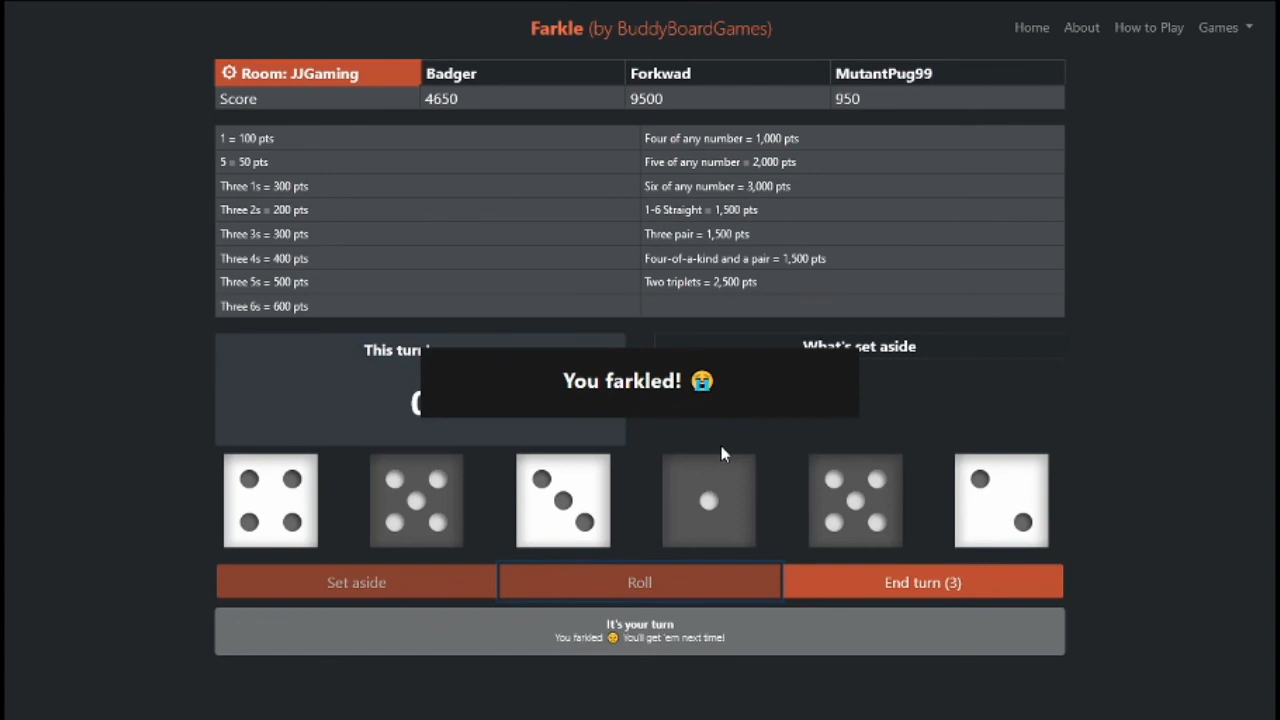 Farkle (by BuddyBoardGames)
Home About How to Play Games
Room: JJGaming Badger Forkwad MutantPug99
Score 4650 9500 950
1 = 100 pts Four of any number = 1,000 pts
5 = 50 pts Five of any number = 2,000 pts
Three 1s = 300 pts Six of any number = 3,000 pts
Three 2s = 200 pts 1-6 Straight = 1,500 pts
Three 3s = 300 pts Three pair = 1,500 pts
Three 4s = 400 pts Four-of-a-kind and a pair = 1,500 pts
Three 5s = 500 pts Two triplets = 2,500 pts
Three 6s = 600 pts
This turn
What's set aside
You farkled! 😭
Set aside Roll End turn (3)
It's your turn
You farkled You'll get 'em next time!